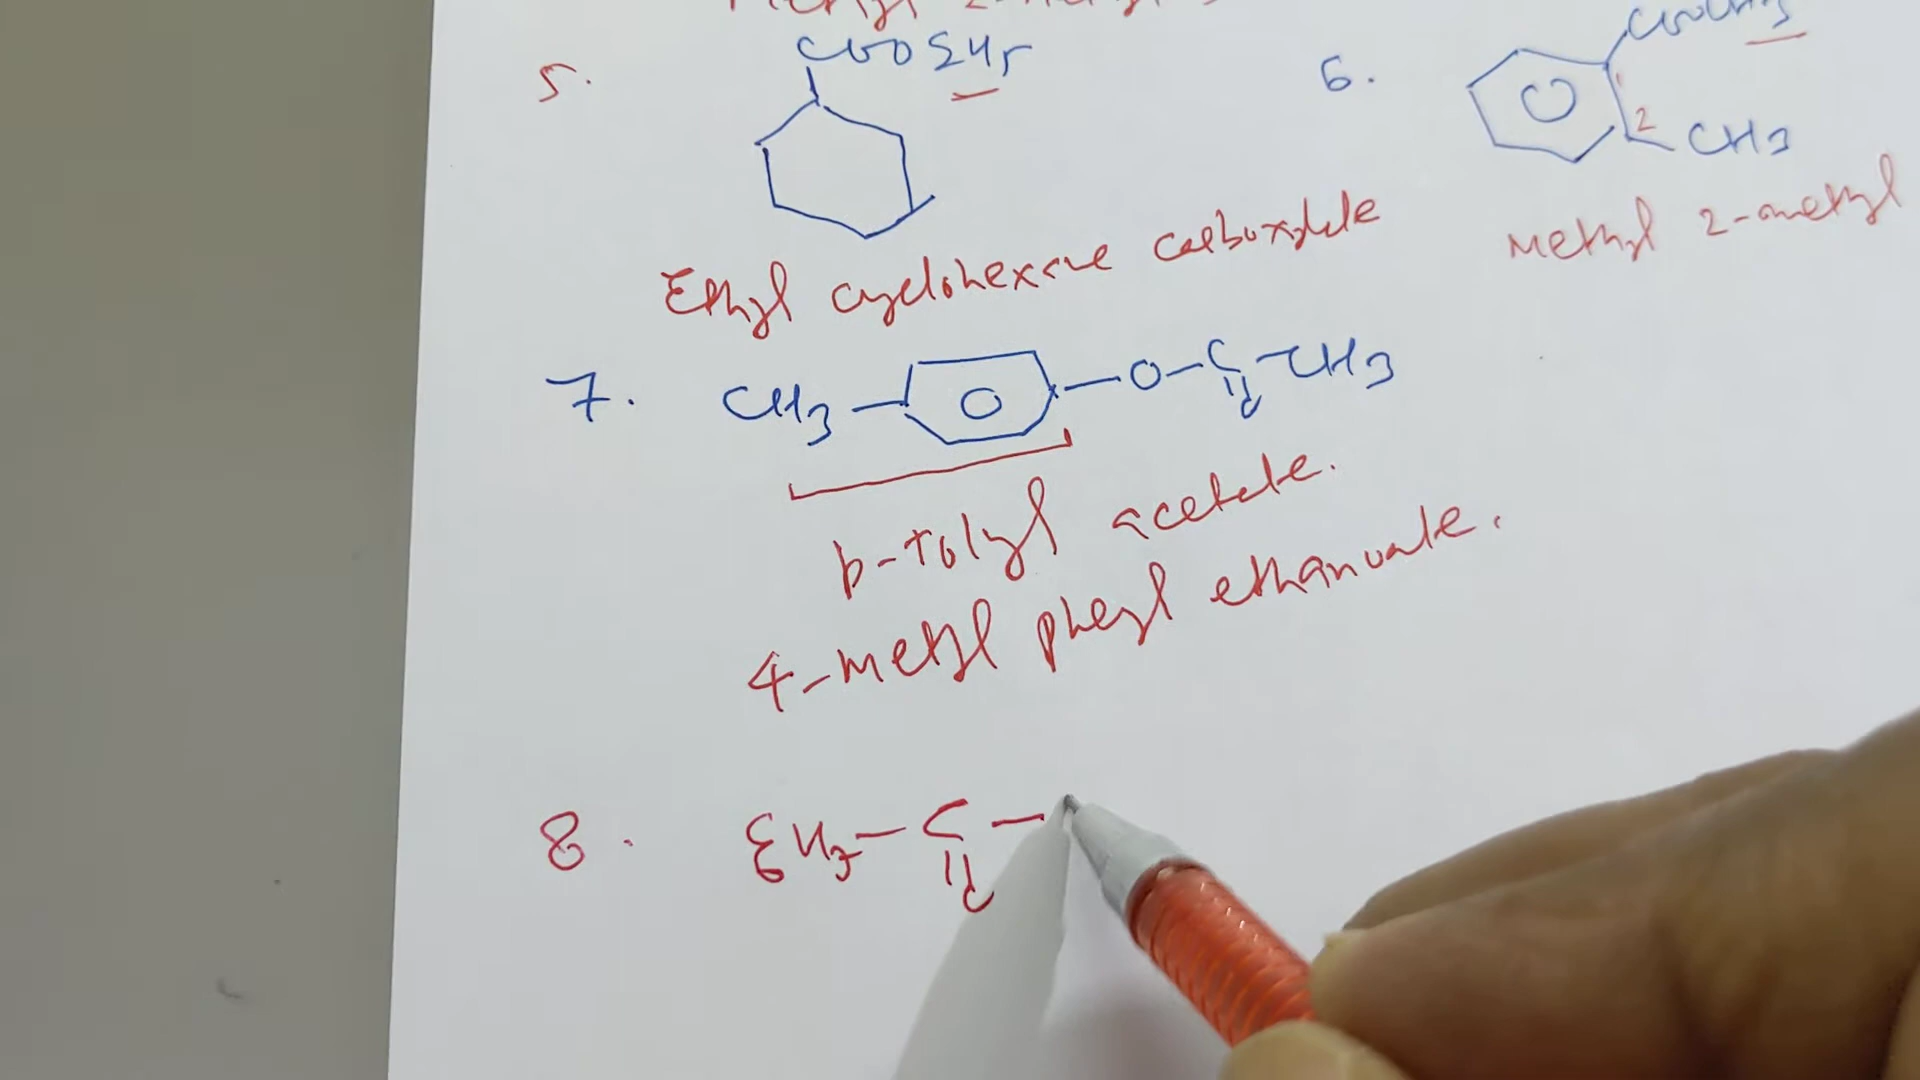 5.
COOC2H5
6.
COOCH3
1
2
CH3
Ethyl cyclohexane carboxylate
Methyl 2-methyl
7. CH3 — O — C — CH3
O
p-tolyl acetate.
4-methyl phenyl ethanoate.
8. CH3 — C —
O